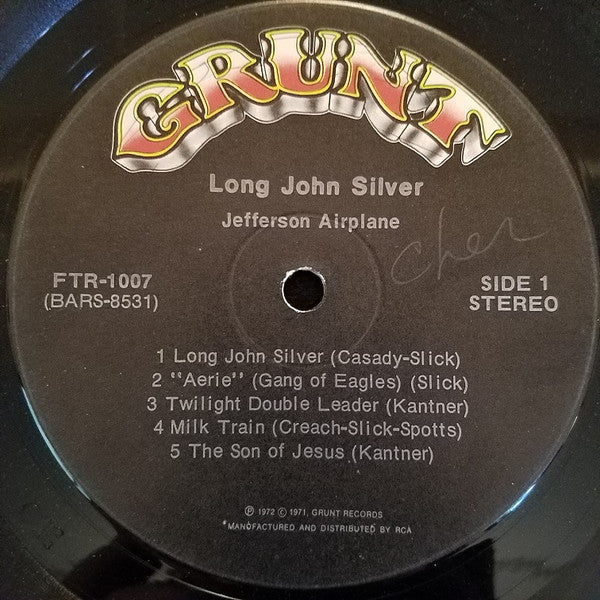 GRUNT
Long John Silver
Jefferson Airplane
cher
FTR-1007
(BARS-8531)
SIDE 1
STEREO
1 Long John Silver (Casady-Slick)
2 "Aerie" (Gang of Eagles) (Slick)
3 Twilight Double Leader (Kantner)
4 Milk Train (Creach-Slick-Spotts)
5 The Son of Jesus (Kantner)
℗ 1972 © 1971, GRUNT RECORDS
*MANUFACTURED AND DISTRIBUTED BY RCA